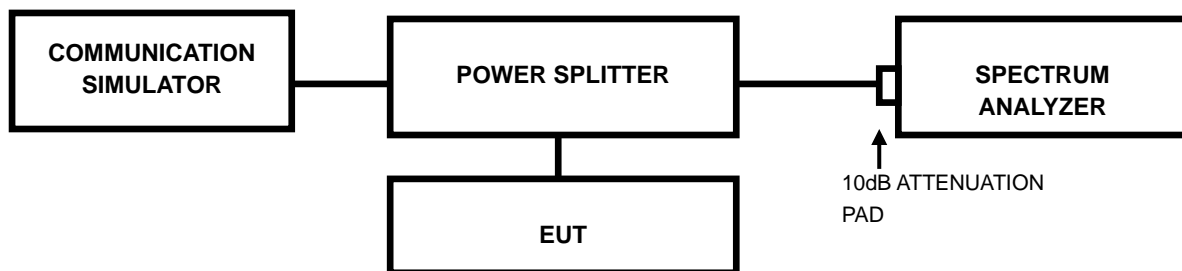 COMMUNICATION
SIMULATOR
POWER SPLITTER
SPECTRUM
ANALYZER
10dB ATTENUATION
PAD
EUT